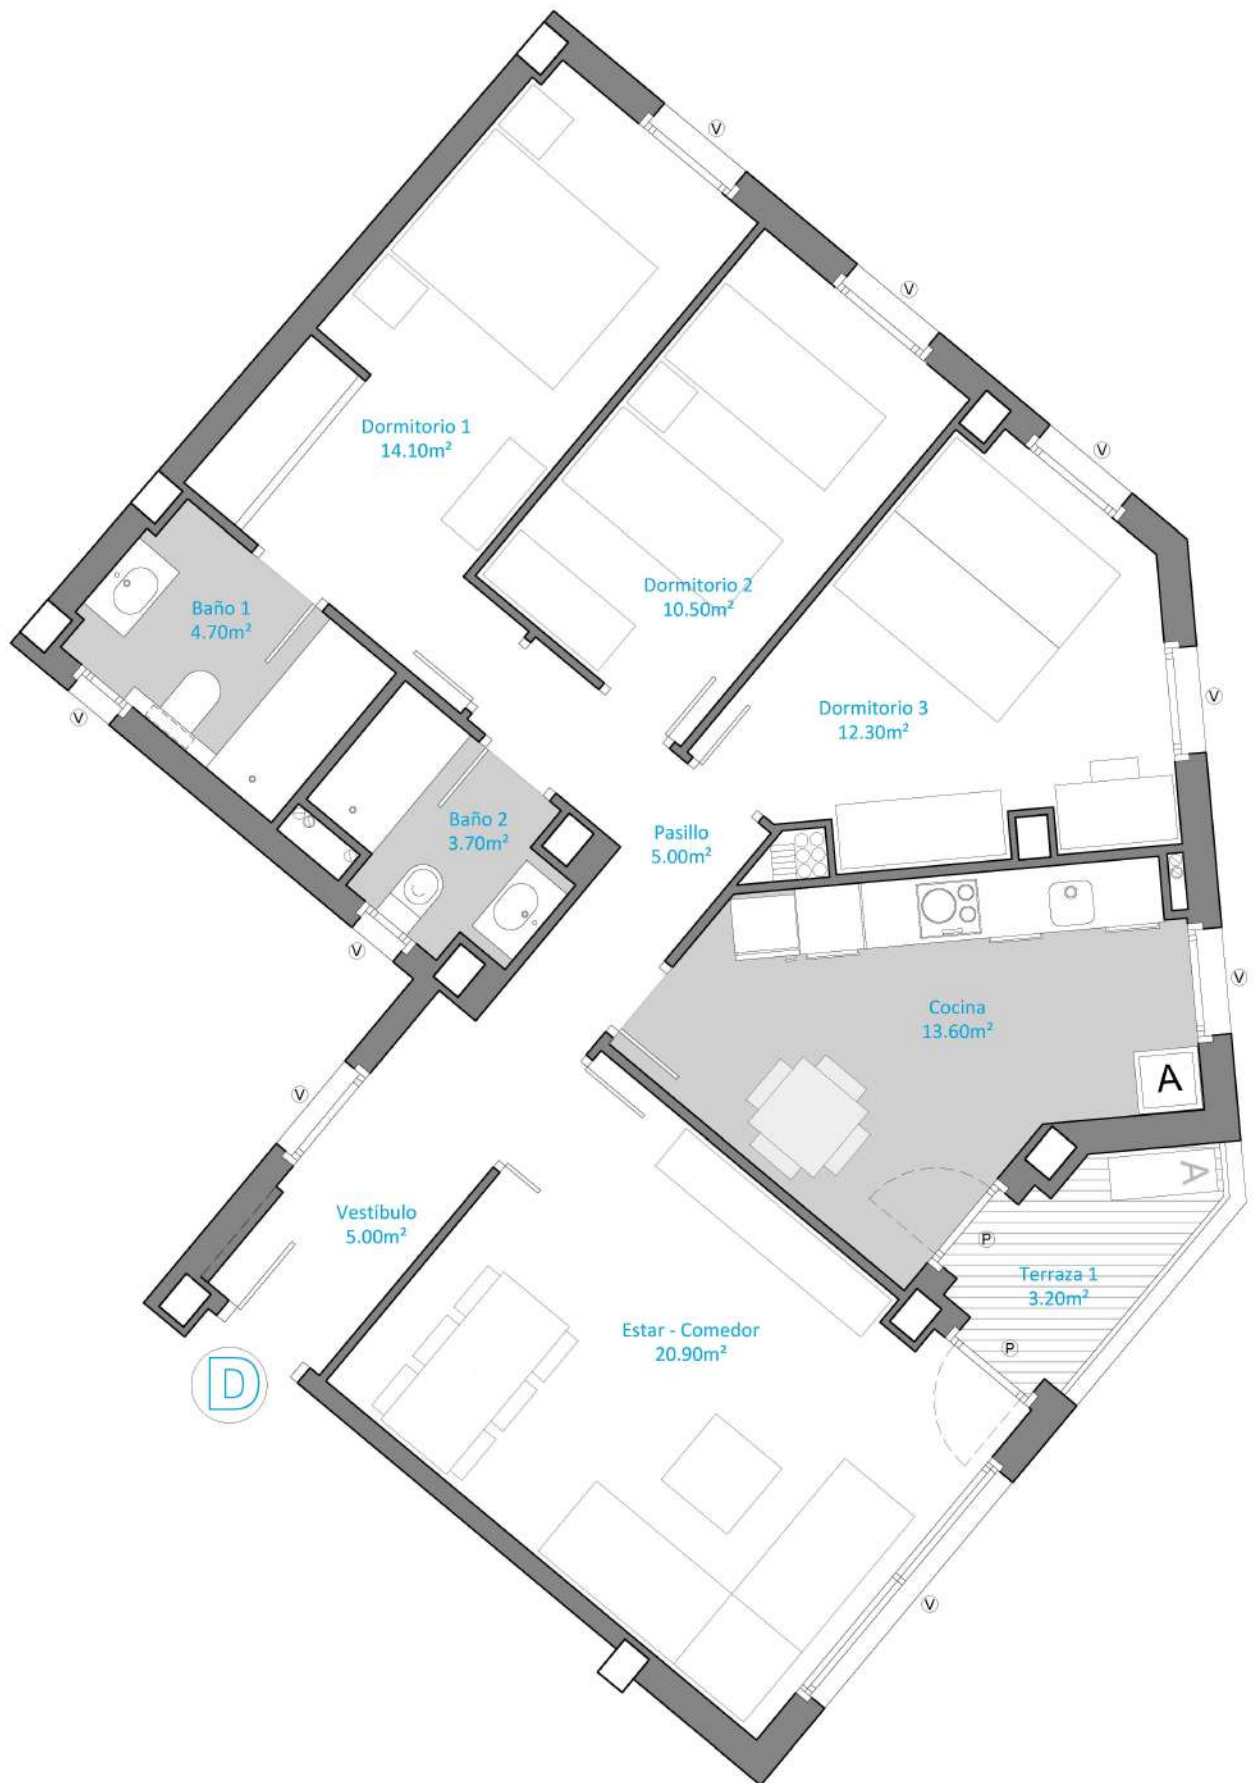 V
V
Dormitorio 1
14.10m²
V
Dormitorio 2
10.50m²
Baño 1
4.70m²
V
V
Dormitorio 3
12.30m²
Baño 2
3.70m²
Pasillo
5.00m²
V
V
Cocina
13.60m²
A
V
A
Vestíbulo
5.00m²
P
Terraza 1
3.20m²
Estar - Comedor
20.90m²
P
D
V